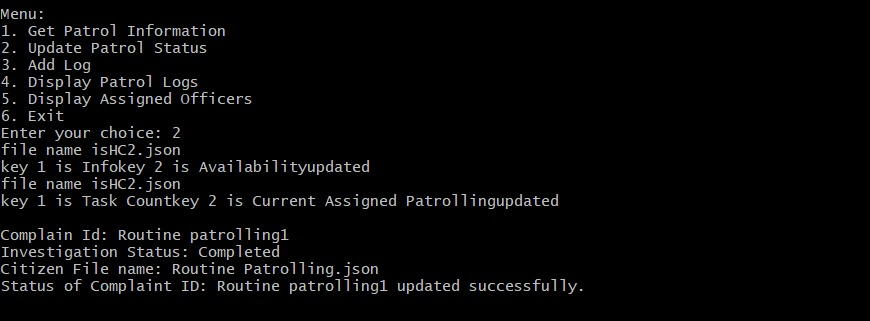 Menu:
1. Get Patrol Information
2. Update Patrol Status
3. Add Log
4. Display Patrol Logs
5. Display Assigned Officers
6. Exit
Enter your choice: 2
file name isHC2.json
key 1 is Infokey 2 is Availabilityupdated
file name isHC2.json
key 1 is Task Countkey 2 is Current Assigned Patrollingupdated
Complain Id: Routine patrolling1
Investigation Status: Completed
Citizen File name: Routine Patrolling.json
Status of Complaint ID: Routine patrolling1 updated successfully.